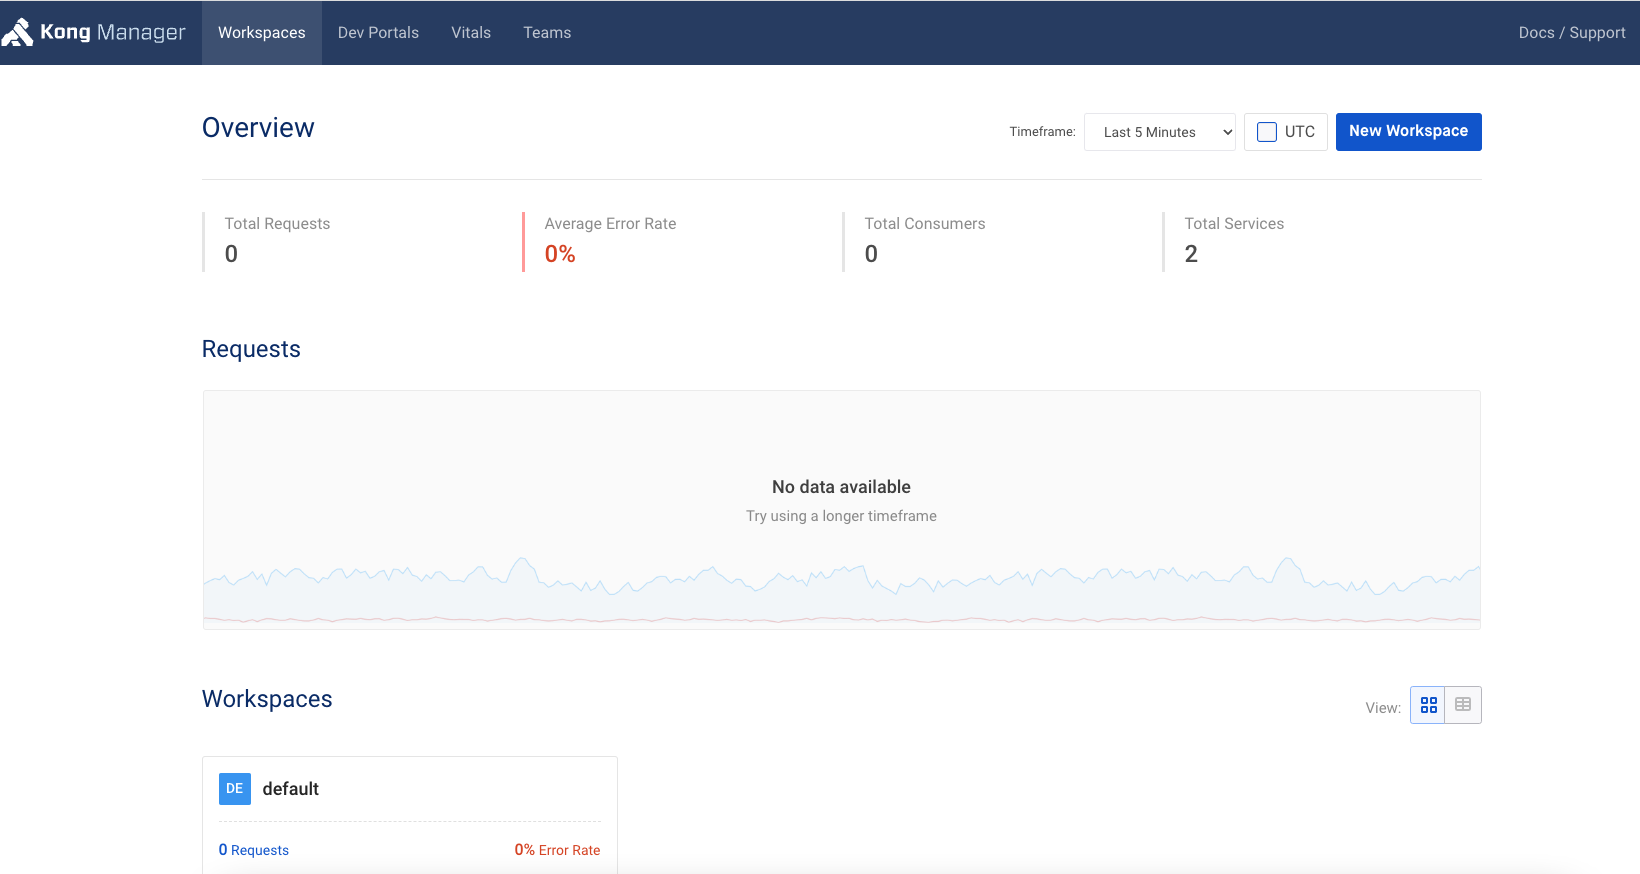 Kong Manager Workspaces Dev Portals Vitals Teams Docs / Support
Overview Timeframe: Last 5 Minutes UTC New Workspace
Total Requests Average Error Rate Total Consumers Total Services
0 0% 0 2
Requests
No data available
Try using a longer timeframe
Workspaces View:
DE default
0 Requests 0% Error Rate